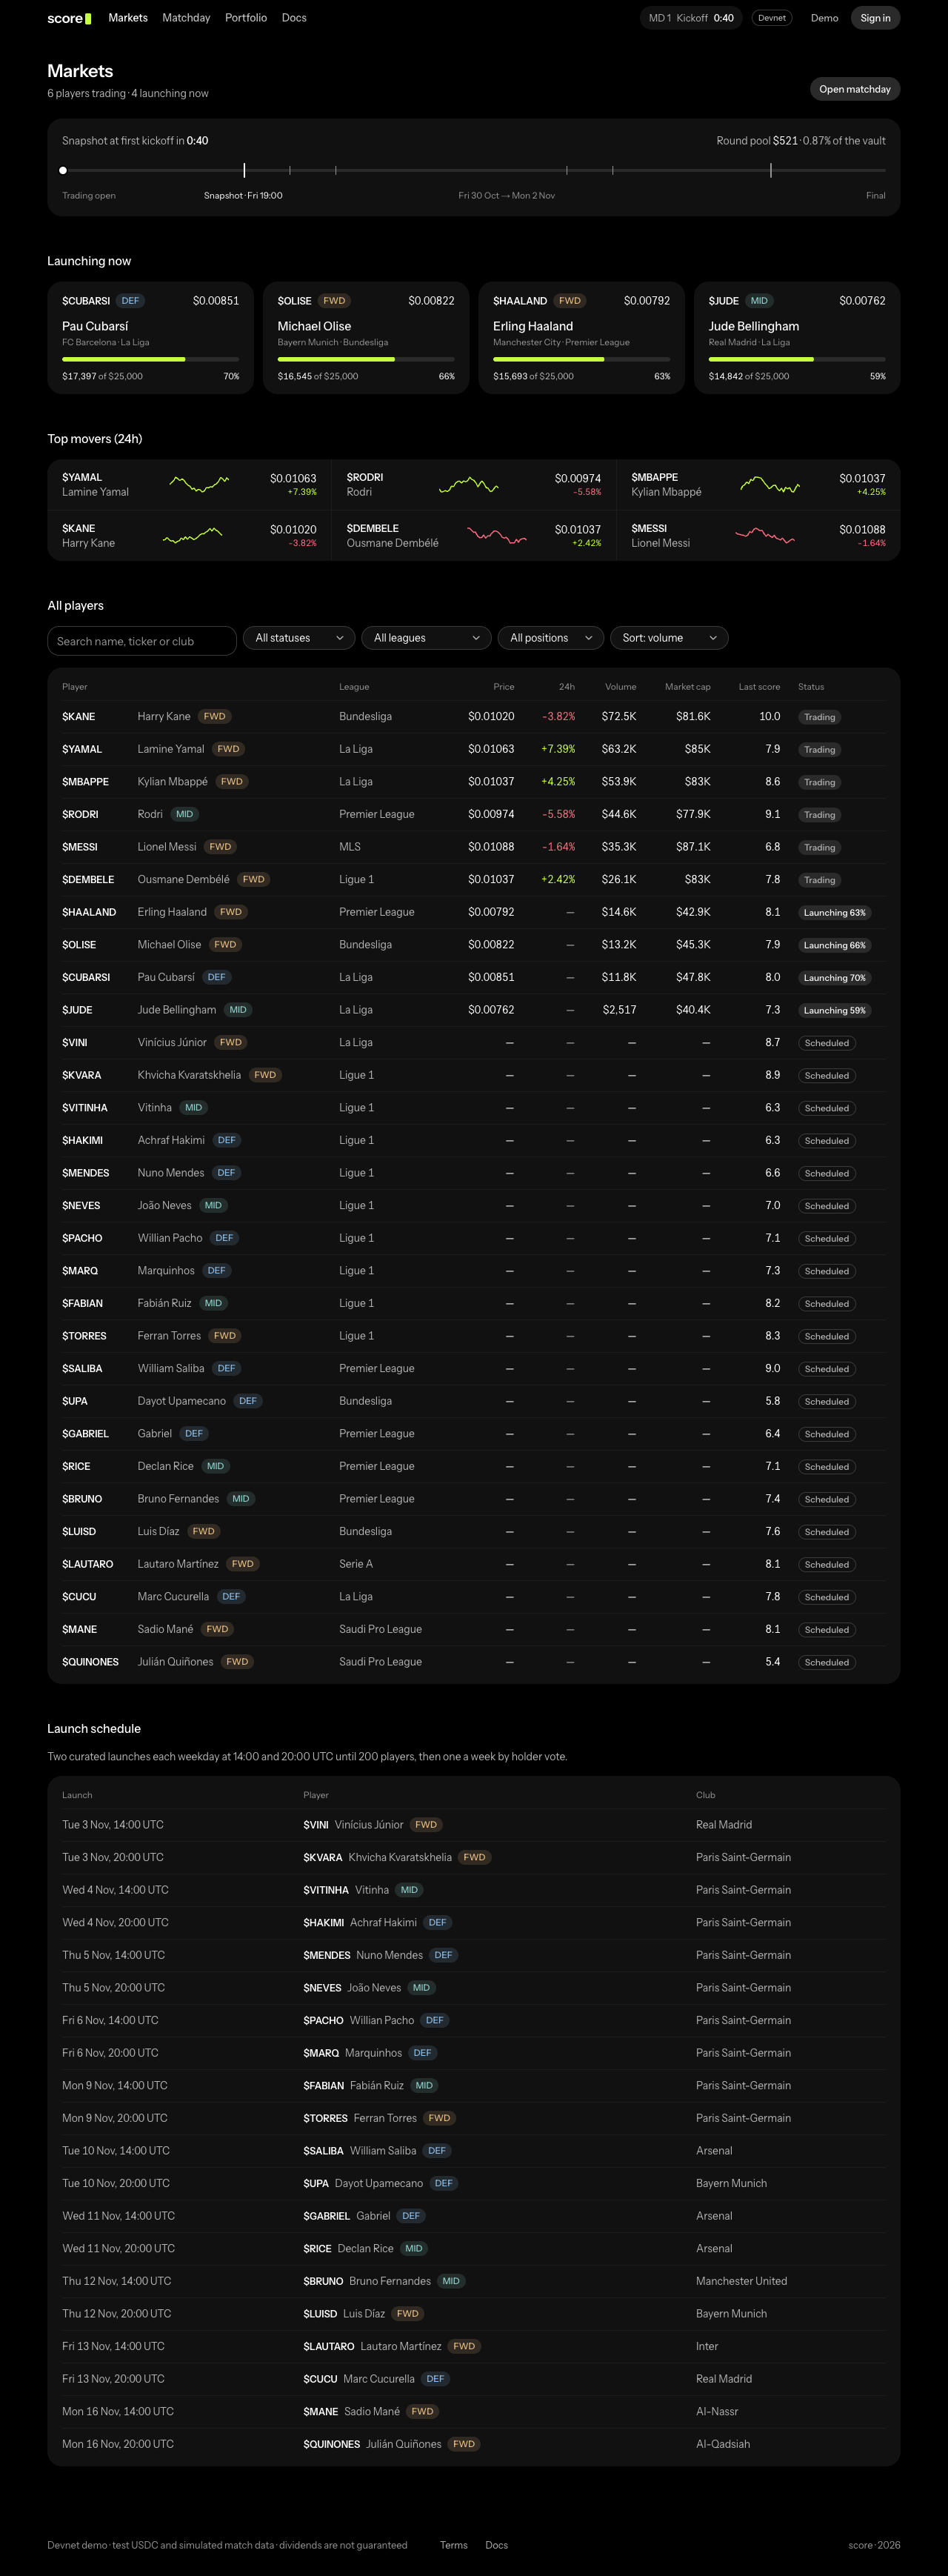 score Markets Matchday Portfolio Docs MD 1 Kickoff 0:40 Devnet Demo Sign in
Markets
6 players trading · 4 launching now
Open matchday
Snapshot at first kickoff in 0:40 Round pool $521 · 0.87% of the vault
Trading open Snapshot · Fri 19:00 Fri 30 Oct → Mon 2 Nov Final
Launching now
$CUBARSI DEF $0.00851
Pau Cubarsí
FC Barcelona · La Liga
$17,397 of $25,000 70%
$OLISE FWD $0.00822
Michael Olise
Bayern Munich · Bundesliga
$16,545 of $25,000 66%
$HAALAND FWD $0.00792
Erling Haaland
Manchester City · Premier League
$15,693 of $25,000 63%
$JUDE MID $0.00762
Jude Bellingham
Real Madrid · La Liga
$14,842 of $25,000 59%
Top movers (24h)
$YAMAL $0.01063
Lamine Yamal +7.39%
$RODRI $0.00974
Rodri -5.58%
$MBAPPE $0.01037
Kylian Mbappé +4.25%
$KANE $0.01020
Harry Kane -3.82%
$DEMBELE $0.01037
Ousmane Dembélé +2.42%
$MESSI $0.01088
Lionel Messi -1.64%
All players
Search name, ticker or club All statuses All leagues All positions Sort: volume
Player League Price 24h Volume Market cap Last score Status
$KANE Harry Kane FWD Bundesliga $0.01020 -3.82% $72.5K $81.6K 10.0 Trading
$YAMAL Lamine Yamal FWD La Liga $0.01063 +7.39% $63.2K $85K 7.9 Trading
$MBAPPE Kylian Mbappé FWD La Liga $0.01037 +4.25% $53.9K $83K 8.6 Trading
$RODRI Rodri MID Premier League $0.00974 -5.58% $44.6K $77.9K 9.1 Trading
$MESSI Lionel Messi FWD MLS $0.01088 -1.64% $35.3K $87.1K 6.8 Trading
$DEMBELE Ousmane Dembélé FWD Ligue 1 $0.01037 +2.42% $26.1K $83K 7.8 Trading
$HAALAND Erling Haaland FWD Premier League $0.00792 — $14.6K $42.9K 8.1 Launching 63%
$OLISE Michael Olise FWD Bundesliga $0.00822 — $13.2K $45.3K 7.9 Launching 66%
$CUBARSI Pau Cubarsí DEF La Liga $0.00851 — $11.8K $47.8K 8.0 Launching 70%
$JUDE Jude Bellingham MID La Liga $0.00762 — $2,517 $40.4K 7.3 Launching 59%
$VINI Vinícius Júnior FWD La Liga — — — — 8.7 Scheduled
$KVARA Khvicha Kvaratskhelia FWD Ligue 1 — — — — 8.9 Scheduled
$VITINHA Vitinha MID Ligue 1 — — — — 6.3 Scheduled
$HAKIMI Achraf Hakimi DEF Ligue 1 — — — — 6.3 Scheduled
$MENDES Nuno Mendes DEF Ligue 1 — — — — 6.6 Scheduled
$NEVES João Neves MID Ligue 1 — — — — 7.0 Scheduled
$PACHO Willian Pacho DEF Ligue 1 — — — — 7.1 Scheduled
$MARQ Marquinhos DEF Ligue 1 — — — — 7.3 Scheduled
$FABIAN Fabián Ruiz MID Ligue 1 — — — — 8.2 Scheduled
$TORRES Ferran Torres FWD Ligue 1 — — — — 8.3 Scheduled
$SALIBA William Saliba DEF Premier League — — — — 9.0 Scheduled
$UPA Dayot Upamecano DEF Bundesliga — — — — 5.8 Scheduled
$GABRIEL Gabriel DEF Premier League — — — — 6.4 Scheduled
$RICE Declan Rice MID Premier League — — — — 7.1 Scheduled
$BRUNO Bruno Fernandes MID Premier League — — — — 7.4 Scheduled
$LUISD Luis Díaz FWD Bundesliga — — — — 7.6 Scheduled
$LAUTARO Lautaro Martínez FWD Serie A — — — — 8.1 Scheduled
$CUCU Marc Cucurella DEF La Liga — — — — 7.8 Scheduled
$MANE Sadio Mané FWD Saudi Pro League — — — — 8.1 Scheduled
$QUINONES Julián Quiñones FWD Saudi Pro League — — — — 5.4 Scheduled
Launch schedule
Two curated launches each weekday at 14:00 and 20:00 UTC until 200 players, then one a week by holder vote.
Launch Player Club
Tue 3 Nov, 14:00 UTC $VINI Vinícius Júnior FWD Real Madrid
Tue 3 Nov, 20:00 UTC $KVARA Khvicha Kvaratskhelia FWD Paris Saint-Germain
Wed 4 Nov, 14:00 UTC $VITINHA Vitinha MID Paris Saint-Germain
Wed 4 Nov, 20:00 UTC $HAKIMI Achraf Hakimi DEF Paris Saint-Germain
Thu 5 Nov, 14:00 UTC $MENDES Nuno Mendes DEF Paris Saint-Germain
Thu 5 Nov, 20:00 UTC $NEVES João Neves MID Paris Saint-Germain
Fri 6 Nov, 14:00 UTC $PACHO Willian Pacho DEF Paris Saint-Germain
Fri 6 Nov, 20:00 UTC $MARQ Marquinhos DEF Paris Saint-Germain
Mon 9 Nov, 14:00 UTC $FABIAN Fabián Ruiz MID Paris Saint-Germain
Mon 9 Nov, 20:00 UTC $TORRES Ferran Torres FWD Paris Saint-Germain
Tue 10 Nov, 14:00 UTC $SALIBA William Saliba DEF Arsenal
Tue 10 Nov, 20:00 UTC $UPA Dayot Upamecano DEF Bayern Munich
Wed 11 Nov, 14:00 UTC $GABRIEL Gabriel DEF Arsenal
Wed 11 Nov, 20:00 UTC $RICE Declan Rice MID Arsenal
Thu 12 Nov, 14:00 UTC $BRUNO Bruno Fernandes MID Manchester United
Thu 12 Nov, 20:00 UTC $LUISD Luis Díaz FWD Bayern Munich
Fri 13 Nov, 14:00 UTC $LAUTARO Lautaro Martínez FWD Inter
Fri 13 Nov, 20:00 UTC $CUCU Marc Cucurella DEF Real Madrid
Mon 16 Nov, 14:00 UTC $MANE Sadio Mané FWD Al-Nassr
Mon 16 Nov, 20:00 UTC $QUINONES Julián Quiñones FWD Al-Qadsiah
Devnet demo · test USDC and simulated match data · dividends are not guaranteed Terms Docs score · 2026